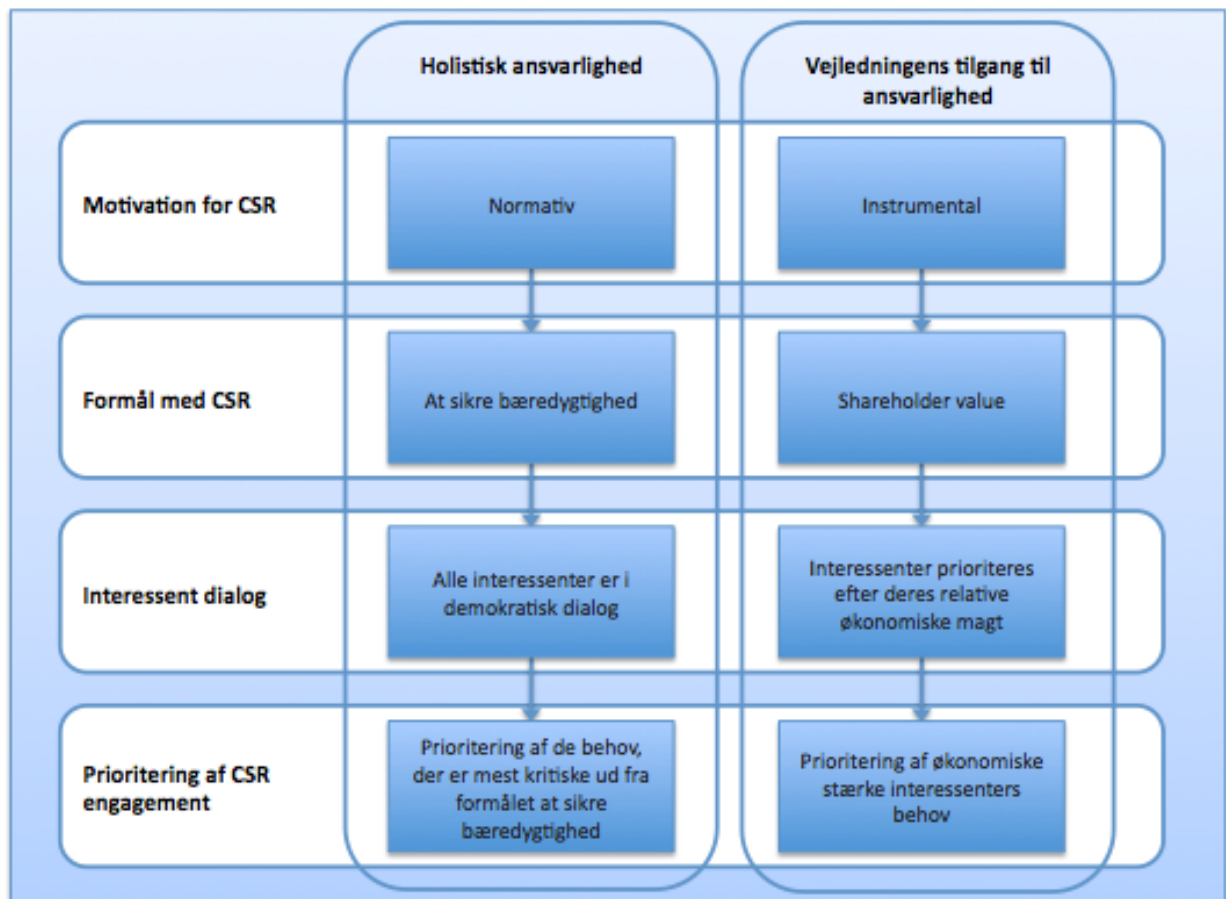 Holistisk ansvarlighed
Vejledningens tilgang til
ansvarlighed
Motivation for CSR
Normativ
Instrumental
Formål med CSR
At sikre bæredygtighed
Shareholder value
Interessent dialog
Alle interessenter er i
demokratisk dialog
Interessenter prioriteres
efter deres relative
økonomiske magt
Prioritering af CSR
engagement
Prioritering af de behov,
der er mest kritiske ud fra
formålet at sikre
bæredygtighed
Prioritering af økonomiske
stærke interessenters
behov